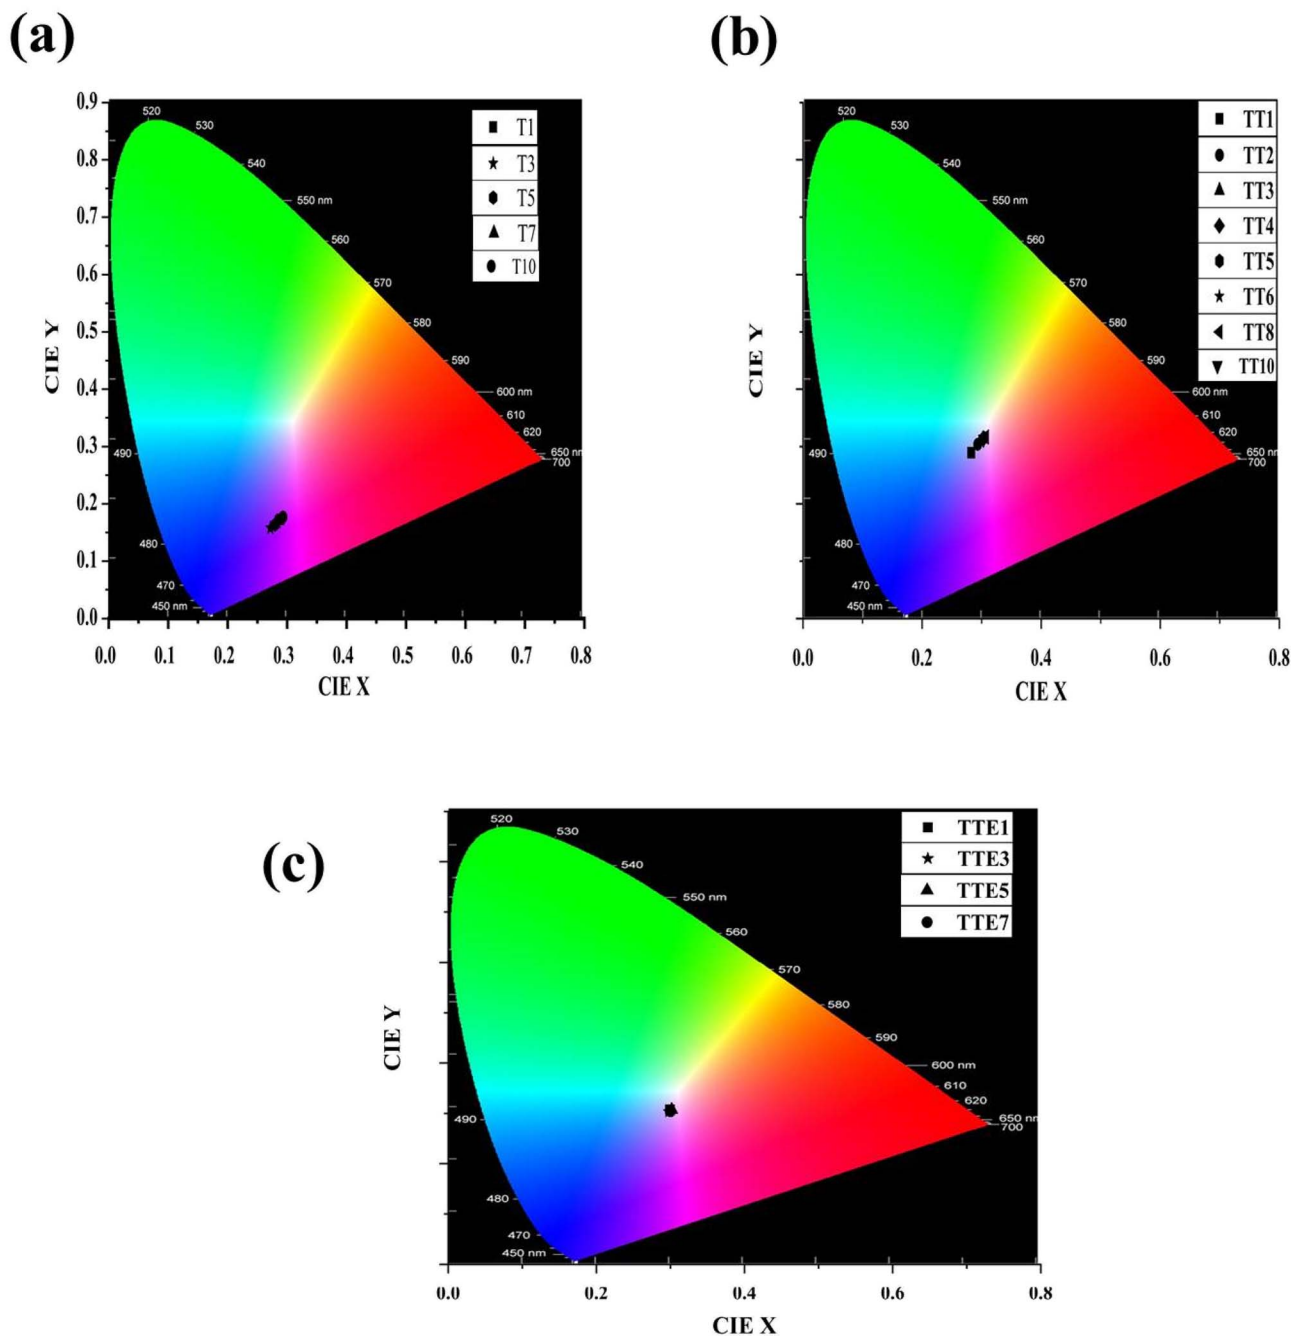 (a)
0.9
0.8
0.7
0.6
0.5
0.4
0.3
0.2
0.1
0.0
CIE Y
520
530
540
550 nm
560
570
580
590
600 nm
610
620
650 nm
700
490
480
470
450 nm
T1
T3
T5
T7
T10
0.0 0.1 0.2 0.3 0.4 0.5 0.6 0.7 0.8
CIE X
(b)
CIE Y
520
530
540
550 nm
560
570
580
590
600 nm
610
620
650 nm
700
490
480
470
450 nm
TT1
TT2
TT3
TT4
TT5
TT6
TT8
TT10
0.0 0.2 0.4 0.6 0.8
CIE X
(c)
CIE Y
520
530
540
550 nm
560
570
580
590
600 nm
610
620
650 nm
700
490
480
470
450 nm
TTE1
TTE3
TTE5
TTE7
0.0 0.2 0.4 0.6 0.8
CIE X